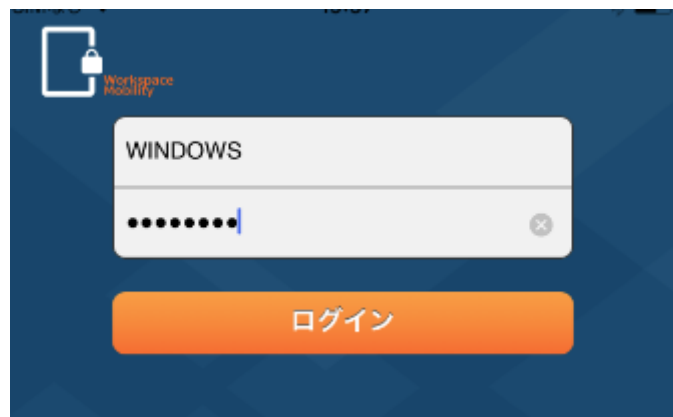 Workspace
Mobility
WINDOWS
••••••••
ログイン